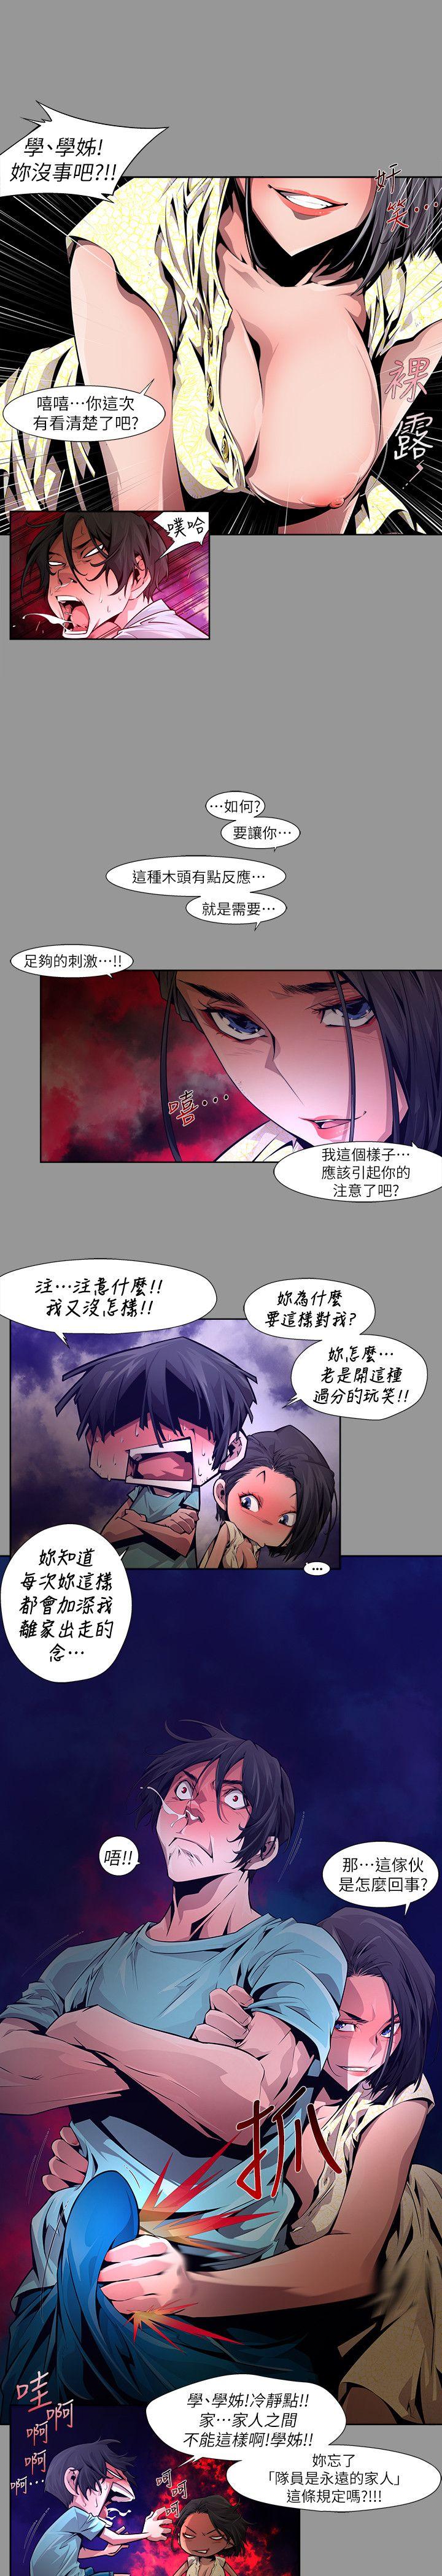 學、學姊!
妳沒事吧?!!
奸
笑…
裸
露
嘻嘻…你這次
有看清楚了吧?
噗哈
…如何?
要讓你…
這種木頭有點反應…
就是需要…
足夠的刺激…!!
嘻…
我這個樣子…
應該引起你的
注意了吧?
注…注意什麼!!
我又沒怎樣!!
妳為什麼
要這樣對我?
妳怎麼…
老是開這種
過分的玩笑!!
…
妳知道
每次妳這樣
都會加深我
離家出走的
念…
唔!!
那…這傢伙
是怎麼回事?
抓
哇
啊
啊
啊
啊…
學、學姊!冷靜點!!
家…家人之間
不能這樣啊!學姊!!
呵
呵
呵
妳忘了
「隊員是永遠的家人」
這條規定嗎?!!!